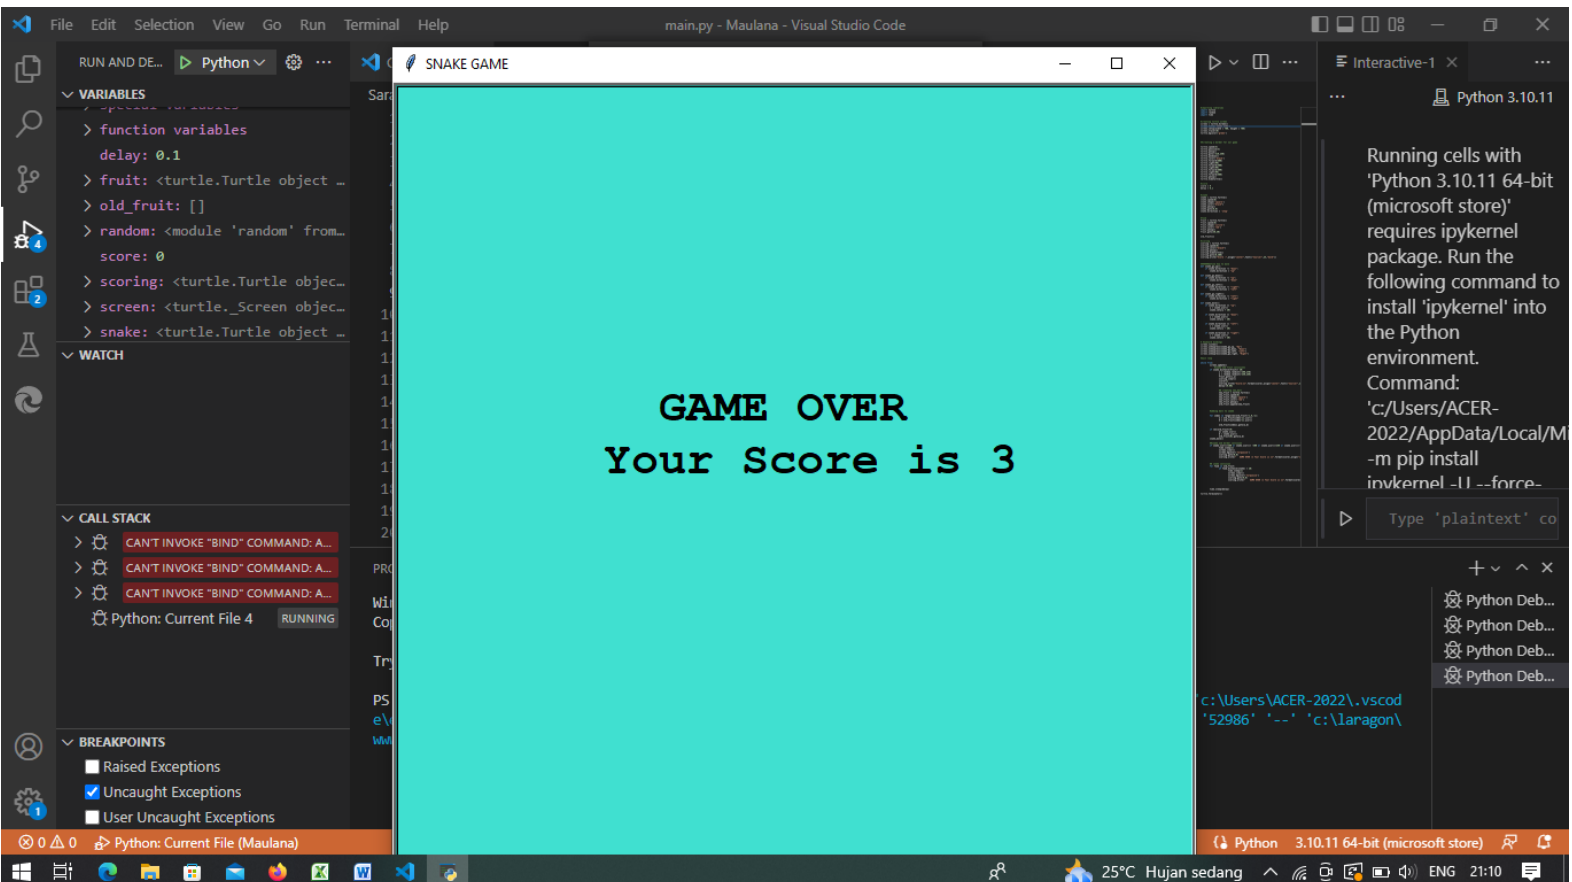 File Edit Selection View Go Run Terminal Help main.py - Maulana - Visual Studio Code
RUN AND DE... Python
VARIABLES
function variables
delay: 0.1
fruit: <turtle.Turtle object …
old_fruit: []
random: <module 'random' from…
score: 0
scoring: <turtle.Turtle objec…
screen: <turtle._Screen objec…
snake: <turtle.Turtle object …
WATCH
CALL STACK
CAN'T INVOKE "BIND" COMMAND: A...
CAN'T INVOKE "BIND" COMMAND: A...
CAN'T INVOKE "BIND" COMMAND: A...
Python: Current File 4 RUNNING
BREAKPOINTS
Raised Exceptions
Uncaught Exceptions
User Uncaught Exceptions
SNAKE GAME
GAME OVER
Your Score is 3
Interactive-1
Python 3.10.11
Running cells with
'Python 3.10.11 64-bit
(microsoft store)'
requires ipykernel
package. Run the
following command to
install 'ipykernel' into
the Python
environment.
Command:
'c:/Users/ACER-
2022/AppData/Local/Mi
-m pip install
ipykernel -U --force-
Type 'plaintext' co
Python Deb...
Python Deb...
Python Deb...
Python Deb...
PS
'c:\Users\ACER-2022\.vscod
'52986' '--' 'c:\laragon\
0 0 Python: Current File (Maulana) Python 3.10.11 64-bit (microsoft store)
25°C Hujan sedang ENG 21:10